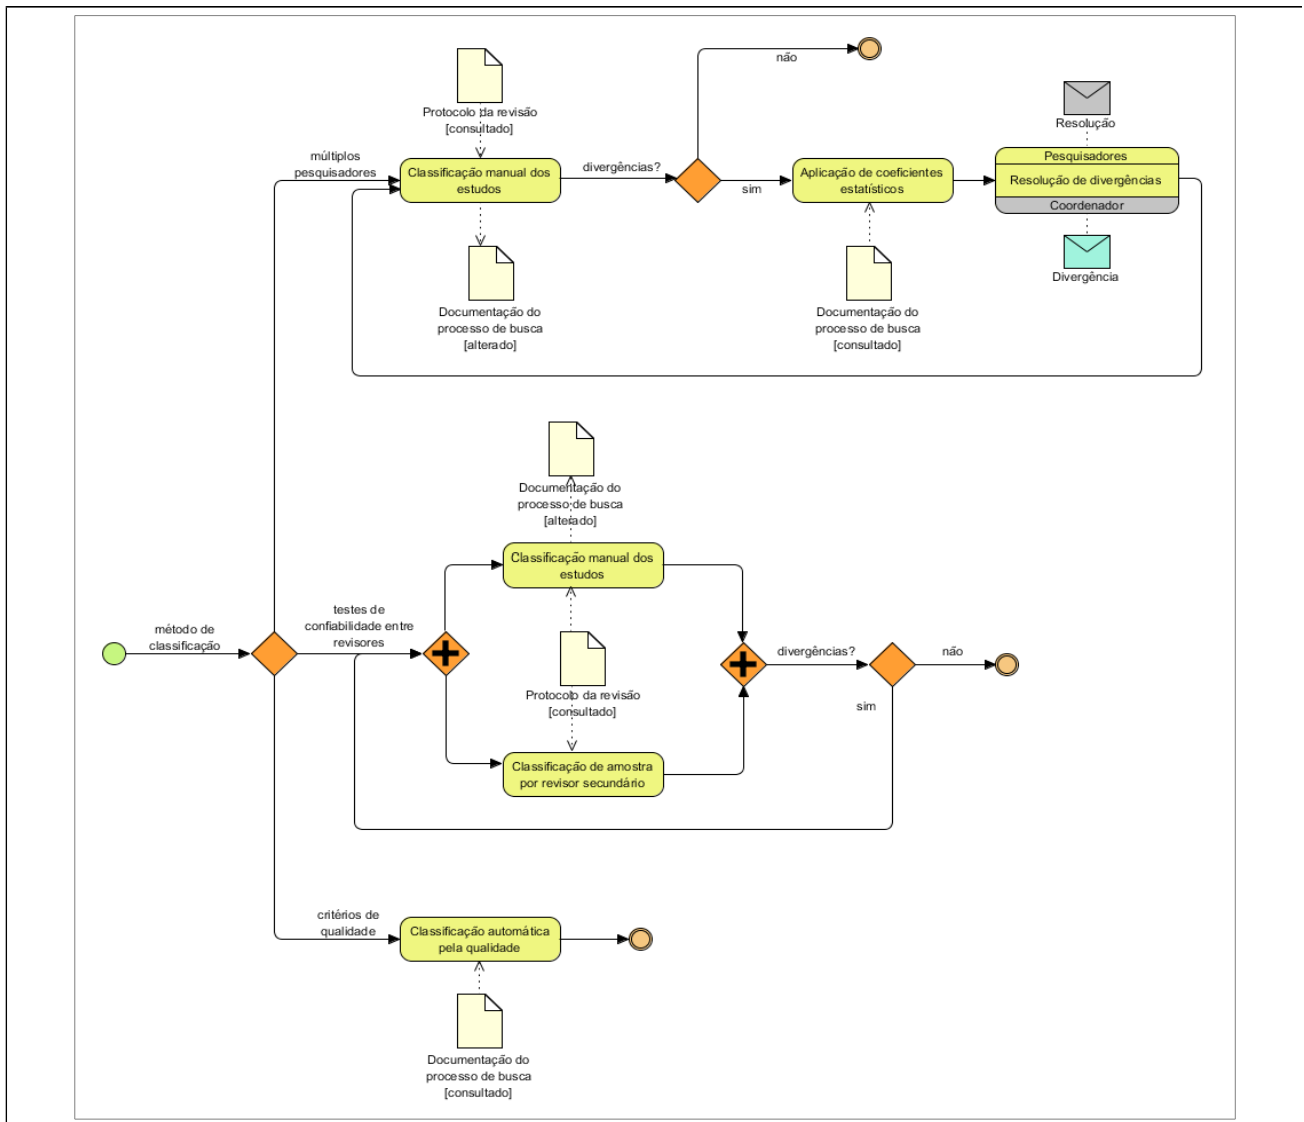 não
Protocolo da revisão
[consultado]
Resolução
múltiplos
pesquisadores
Classificação manual dos
estudos
divergências?
sim
Aplicação de coeficientes
estatísticos
Pesquisadores
Resolução de divergências
Coordenador
Divergência
Documentação do
processo de busca
[alterado]
Documentação do
processo de busca
[consultado]
Documentação do
processo de busca
[alterado]
Classificação manual dos
estudos
método de
classificação
testes de
confiabilidade entre
revisores
divergências?
não
Protocolo da revisão
[consultado]
sim
Classificação de amostra
por revisor secundário
critérios de
qualidade
Classificação automática
pela qualidade
Documentação do
processo de busca
[consultado]